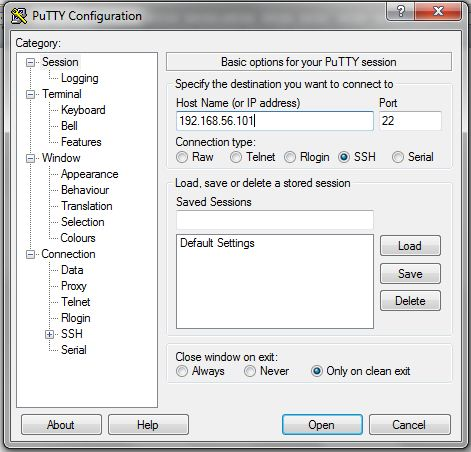 PuTTY Configuration
Category:
Session
Logging
Terminal
Keyboard
Bell
Features
Window
Appearance
Behaviour
Translation
Selection
Colours
Connection
Data
Proxy
Telnet
Rlogin
SSH
Serial
Basic options for your PuTTY session
Specify the destination you want to connect to
Host Name (or IP address) Port
192.168.56.101 22
Connection type:
Raw Telnet Rlogin SSH Serial
Load, save or delete a stored session
Saved Sessions
Default Settings
Load
Save
Delete
Close window on exit:
Always Never Only on clean exit
About Help Open Cancel